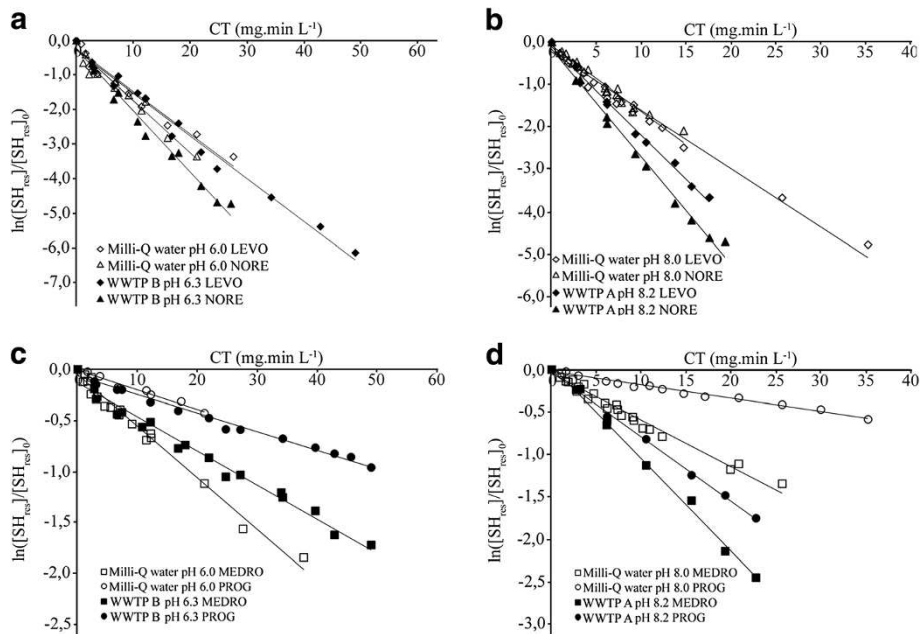 a
CT (mg.min L⁻¹)
0 10 20 30 40 50 60
0,0
-1,0
-2,0
-3,0
-4,0
-5,0
-6,0
-7,0
ln([SHres]/[SHres]0)
Milli-Q water pH 6.0 LEVO
Milli-Q water pH 6.0 NORE
WWTP B pH 6.3 LEVO
WWTP B pH 6.3 NORE
b
CT (mg.min L⁻¹)
0 5 10 15 20 25 30 35 40
0,0
-1,0
-2,0
-3,0
-4,0
-5,0
-6,0
ln([SHres]/[SHres]0)
Milli-Q water pH 8.0 LEVO
Milli-Q water pH 8.0 NORE
WWTP A pH 8.2 LEVO
WWTP A pH 8.2 NORE
c
CT (mg.min L⁻¹)
0 10 20 30 40 50 60
0,0
-0,5
-1,0
-1,5
-2,0
-2,5
ln([SHres]/[SHres]0)
Milli-Q water pH 6.0 MEDRO
Milli-Q water pH 6.0 PROG
WWTP B pH 6.3 MEDRO
WWTP B pH 6.3 PROG
d
CT (mg.min L⁻¹)
0 5 10 15 20 25 30 35 40
0,0
-0,5
-1,0
-1,5
-2,0
-2,5
-3,0
ln([SHres]/[SHres]0)
Milli-Q water pH 8.0 MEDRO
Milli-Q water pH 8.0 PROG
WWTP A pH 8.2 MEDRO
WWTP A pH 8.2 PROG